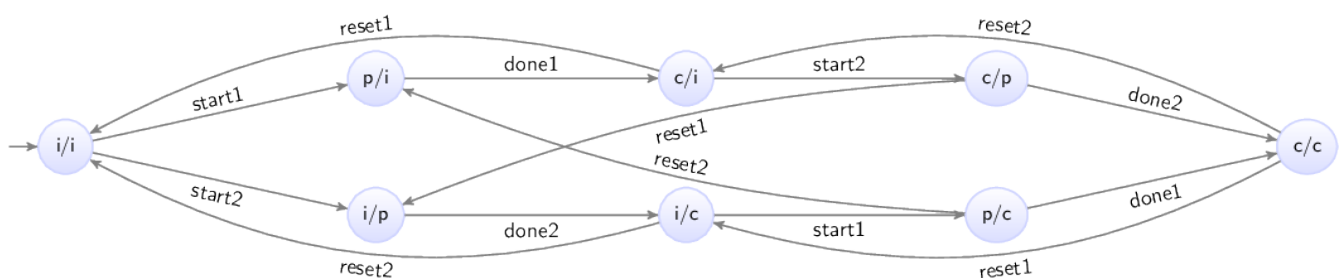 reset1
reset2
p/i
done1
c/i
start2
c/p
start1
done2
reset1
i/i
c/c
reset2
start2
done1
i/p
done2
i/c
start1
p/c
reset2
reset1